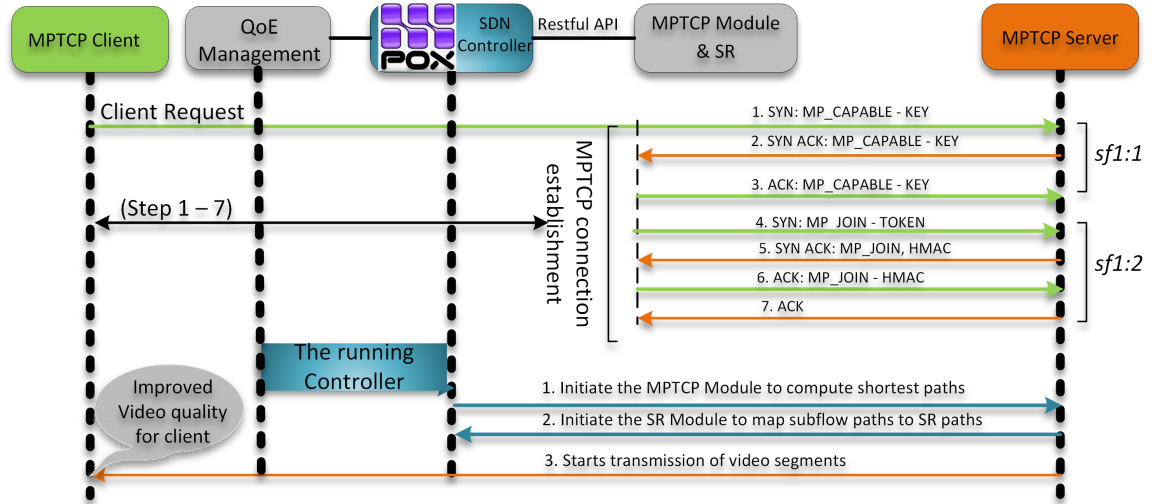 MPTCP Client
QoE
Management
POX
SDN
Controller
Restful API
MPTCP Module
& SR
MPTCP Server
Client Request
1. SYN: MP_CAPABLE - KEY
2. SYN ACK: MP_CAPABLE - KEY
3. ACK: MP_CAPABLE - KEY
sf1:1
(Step 1 – 7)
MPTCP connection
establishment
4. SYN: MP_JOIN - TOKEN
5. SYN ACK: MP_JOIN, HMAC
6. ACK: MP_JOIN - HMAC
7. ACK
sf1:2
The running
Controller
Improved
Video quality
for client
1. Initiate the MPTCP Module to compute shortest paths
2. Initiate the SR Module to map subflow paths to SR paths
3. Starts transmission of video segments